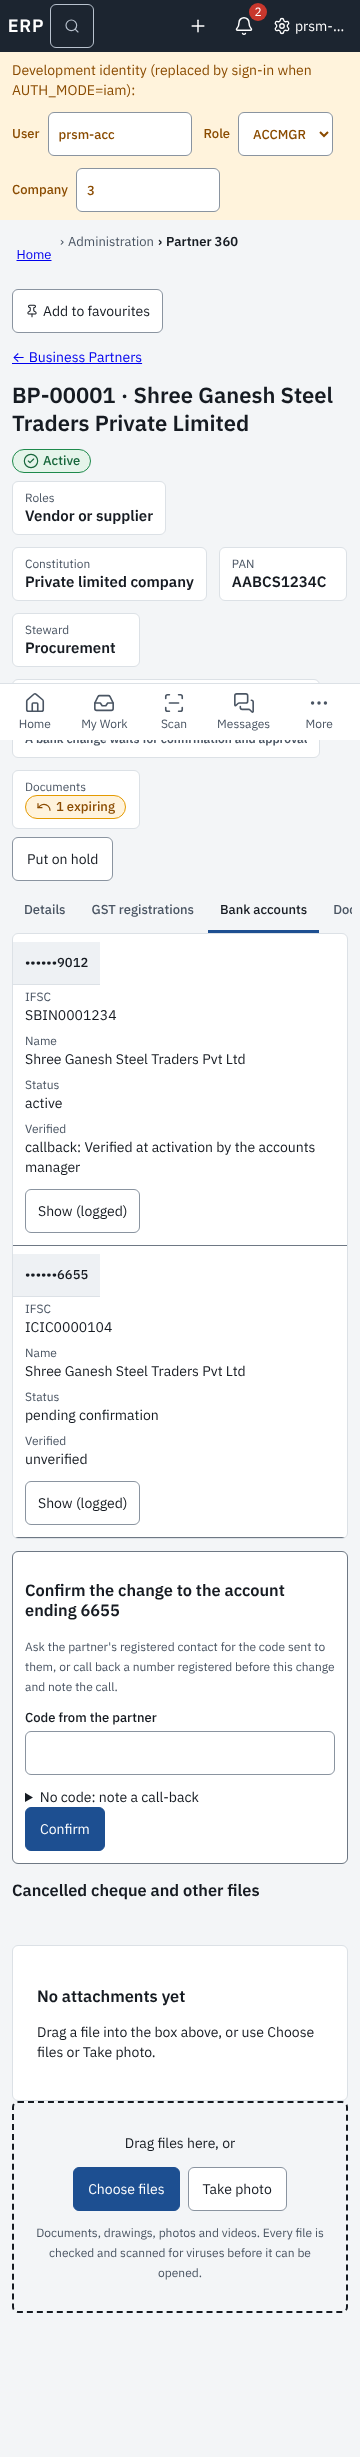 ERP
2
prsm-...
Development identity (replaced by sign-in when
AUTH_MODE=iam):
User
prsm-acc
Role
ACCMGR
Company
3
Home
› Administration › Partner 360
Add to favourites
← Business Partners
BP-00001 · Shree Ganesh Steel
Traders Private Limited
Active
Roles
Vendor or supplier
Constitution
Private limited company
PAN
AABCS1234C
Steward
Procurement
Home
My Work
Scan
Messages
More
A bank change waits for confirmation and approval
Documents
1 expiring
Put on hold
Details
GST registrations
Bank accounts
Doc
••••••9012
IFSC
SBIN0001234
Name
Shree Ganesh Steel Traders Pvt Ltd
Status
active
Verified
callback: Verified at activation by the accounts
manager
Show (logged)
••••••6655
IFSC
ICIC0000104
Name
Shree Ganesh Steel Traders Pvt Ltd
Status
pending confirmation
Verified
unverified
Show (logged)
Confirm the change to the account
ending 6655
Ask the partner's registered contact for the code sent to
them, or call back a number registered before this change
and note the call.
Code from the partner
No code: note a call-back
Confirm
Cancelled cheque and other files
No attachments yet
Drag a file into the box above, or use Choose
files or Take photo.
Drag files here, or
Choose files
Take photo
Documents, drawings, photos and videos. Every file is
checked and scanned for viruses before it can be
opened.